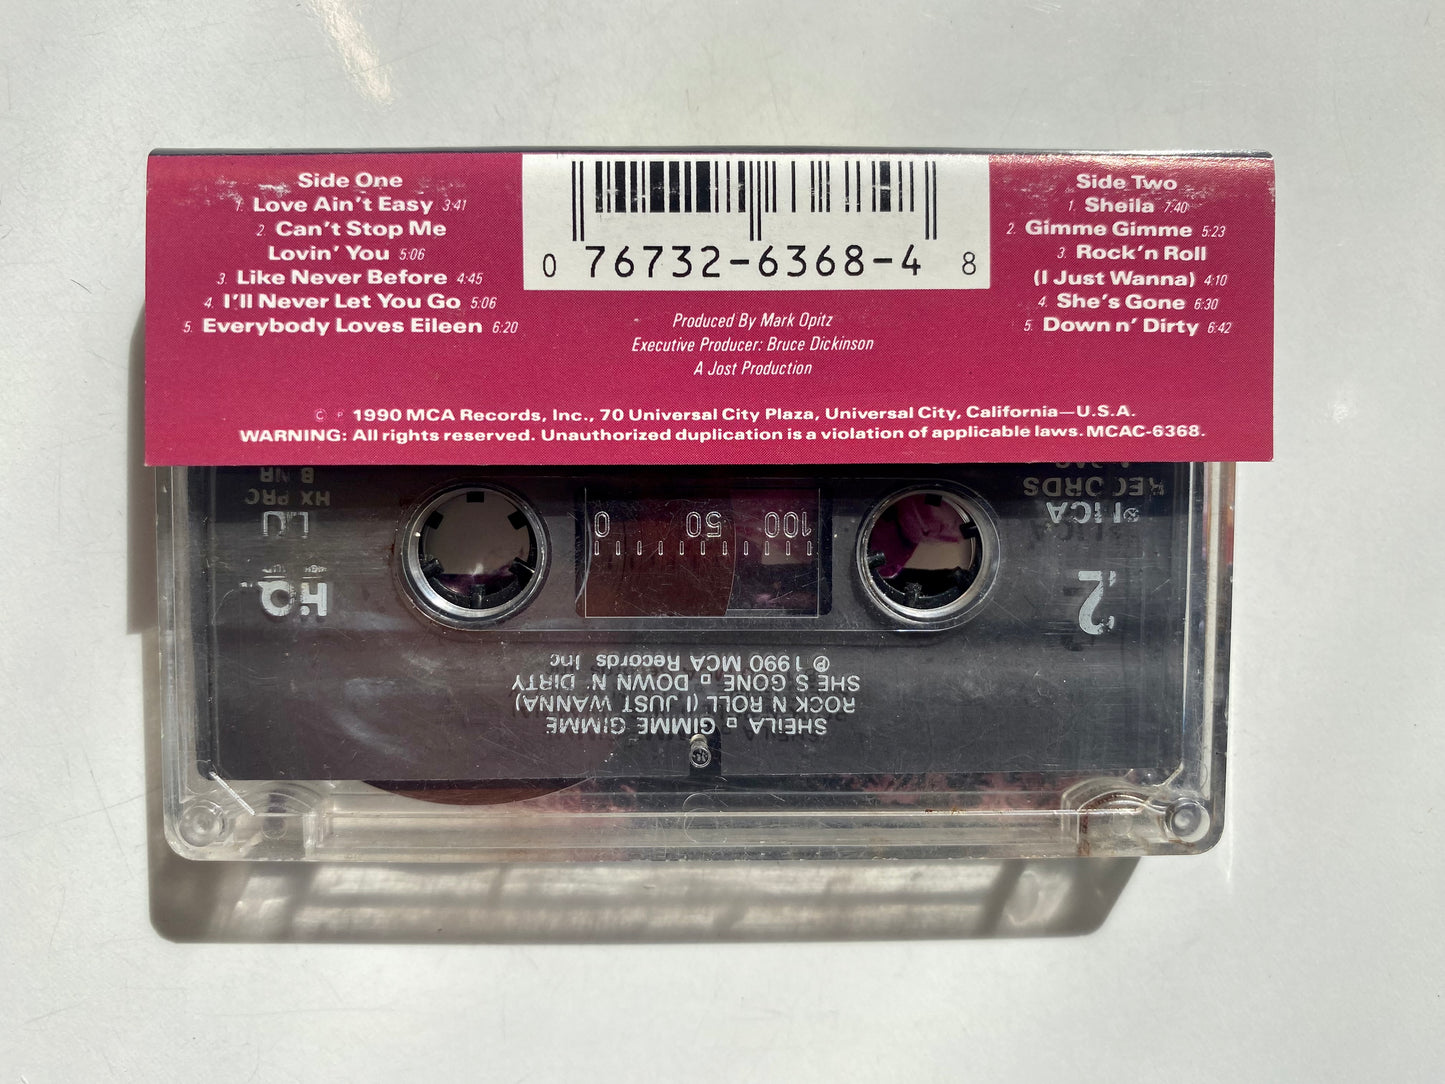 Side One
1. Love Ain't Easy 3:41
2. Can't Stop Me
Lovin' You 5:06
3. Like Never Before 4:45
4. I'll Never Let You Go 5:06
5. Everybody Loves Eileen 6:20
0 76732-6368-4 8
Produced By Mark Opitz
Executive Producer: Bruce Dickinson
A Jost Production
Side Two
1. Sheila 7:40
2. Gimme Gimme 5:23
3. Rock'n Roll
(I Just Wanna) 4:10
4. She's Gone 6:30
5. Down n' Dirty 6:42
© ℗ 1990 MCA Records, Inc., 70 Universal City Plaza, Universal City, California—U.S.A.
WARNING: All rights reserved. Unauthorized duplication is a violation of applicable laws. MCAC-6368.
B NR
HX PRO
HQ
0 50 100
RECORDS
MCA
2
SHEILA □ GIMME GIMME
ROCK N ROLL (I JUST WANNA)
SHE'S GONE □ DOWN N' DIRTY
℗ 1990 MCA Records Inc